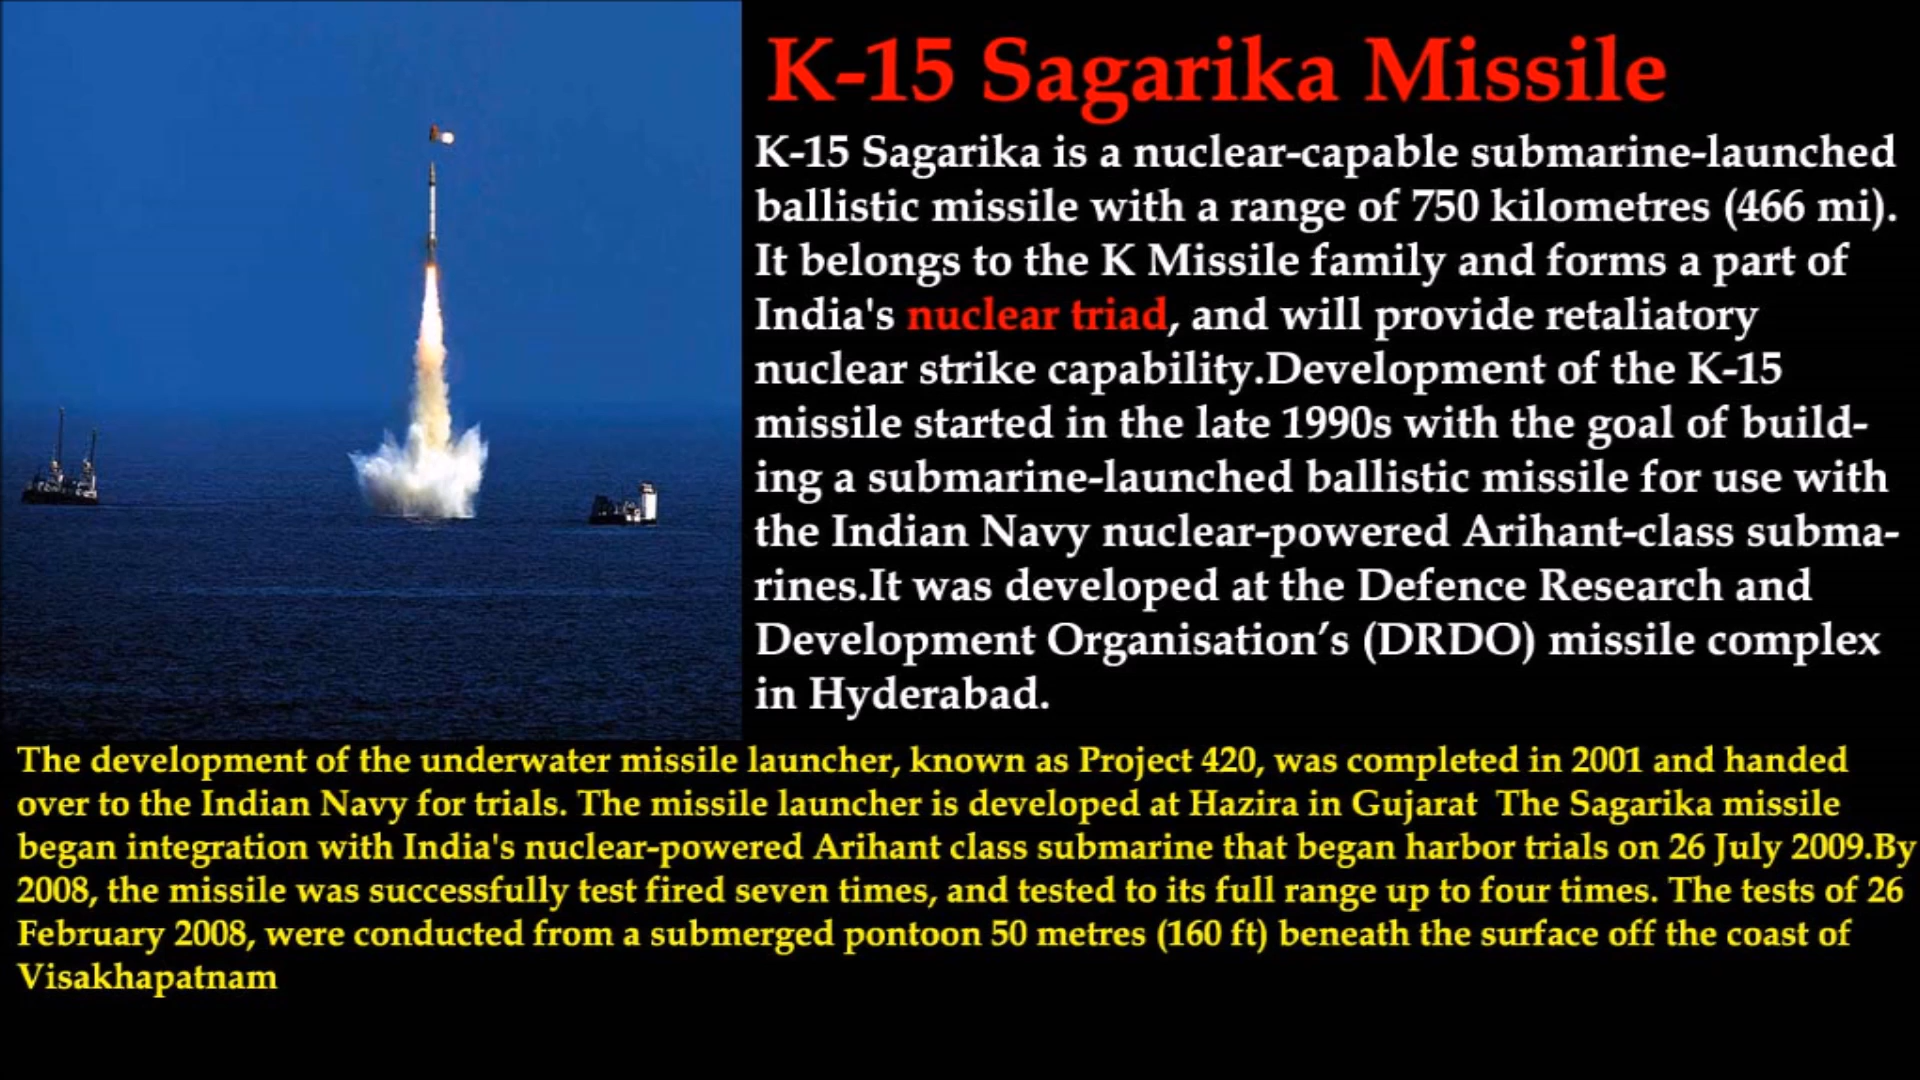 K-15 Sagarika Missile
K-15 Sagarika is a nuclear-capable submarine-launched
ballistic missile with a range of 750 kilometres (466 mi).
It belongs to the K Missile family and forms a part of
India's nuclear triad, and will provide retaliatory
nuclear strike capability.Development of the K-15
missile started in the late 1990s with the goal of build-
ing a submarine-launched ballistic missile for use with
the Indian Navy nuclear-powered Arihant-class subma-
rines.It was developed at the Defence Research and
Development Organisation’s (DRDO) missile complex
in Hyderabad.
The development of the underwater missile launcher, known as Project 420, was completed in 2001 and handed
over to the Indian Navy for trials. The missile launcher is developed at Hazira in Gujarat  The Sagarika missile
began integration with India's nuclear-powered Arihant class submarine that began harbor trials on 26 July 2009.By
2008, the missile was successfully test fired seven times, and tested to its full range up to four times. The tests of 26
February 2008, were conducted from a submerged pontoon 50 metres (160 ft) beneath the surface off the coast of
Visakhapatnam